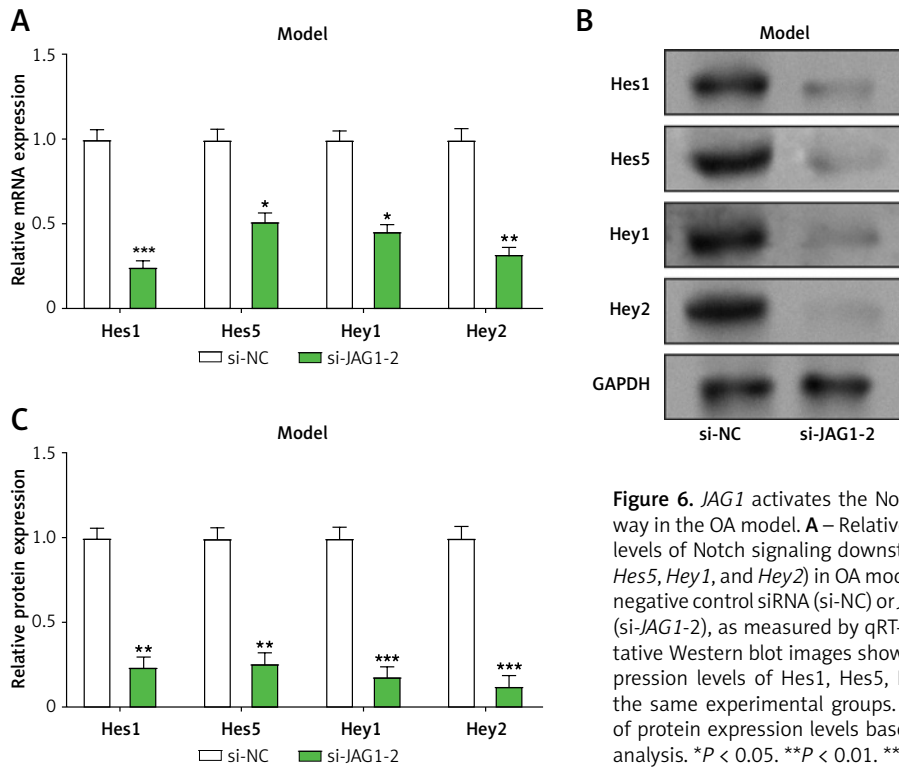 A
Model
Relative mRNA expression
1.5
1.0
0.5
0
***
*
*
**
Hes1 Hes5 Hey1 Hey2
si-NC si-JAG1-2
B
Model
Hes1
Hes5
Hey1
Hey2
GAPDH
si-NC si-JAG1-2
C
Model
Relative protein expression
1.5
1.0
0.5
0
**
**
***
***
Hes1 Hes5 Hey1 Hey2
si-NC si-JAG1-2
Figure 6. JAG1 activates the No
way in the OA model. A – Relative
levels of Notch signaling downst
Hes5, Hey1, and Hey2) in OA mod
negative control siRNA (si-NC) or
(si-JAG1-2), as measured by qRT-
tative Western blot images show
pression levels of Hes1, Hes5, 
the same experimental groups.
of protein expression levels base
analysis. *P < 0.05. **P < 0.01. **